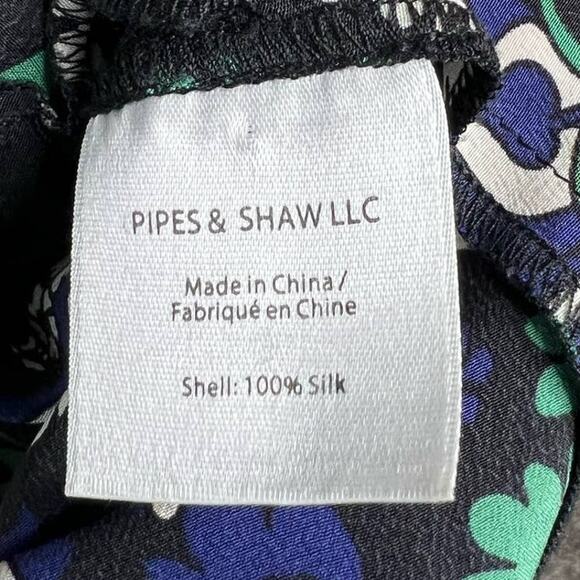 PIPES & SHAW LLC
Made in China /
Fabriqué en Chine
Shell: 100% Silk